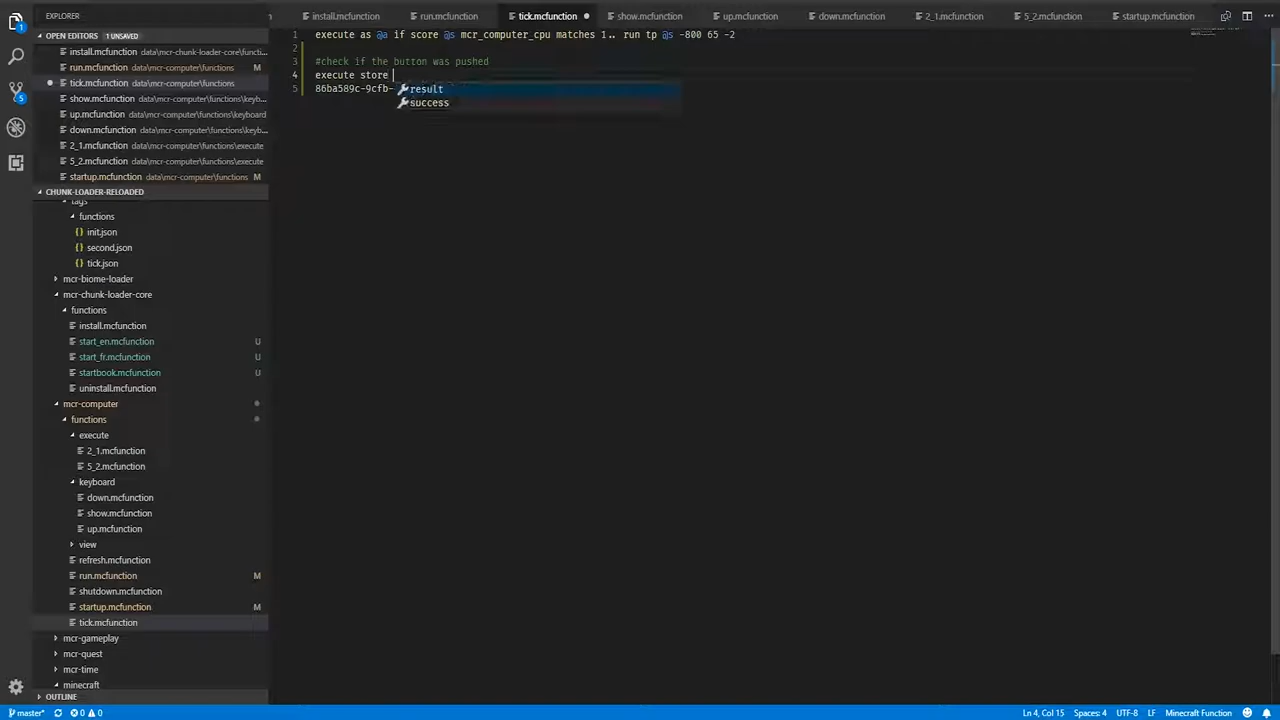 EXPLORER
install.mcfunction run.mcfunction tick.mcfunction show.mcfunction up.mcfunction down.mcfunction 2_1.mcfunction 5_2.mcfunction startup.mcfunction
OPEN EDITORS 1 UNSAVED
install.mcfunction data\mcr-chunk-loader-core\functi...
run.mcfunction data\mcr-computer\functions M
tick.mcfunction data\mcr-computer\functions
show.mcfunction data\mcr-computer\functions\keyb...
up.mcfunction data\mcr-computer\functions\keyboard
down.mcfunction data\mcr-computer\functions\keyb...
2_1.mcfunction data\mcr-computer\functions\execute
5_2.mcfunction data\mcr-computer\functions\execute
startup.mcfunction data\mcr-computer\functions M
CHUNK-LOADER-RELOADED
tags
functions
init.json
second.json
tick.json
mcr-biome-loader
mcr-chunk-loader-core
functions
install.mcfunction
start_en.mcfunction U
start_fr.mcfunction U
startbook.mcfunction U
uninstall.mcfunction
mcr-computer
functions
execute
2_1.mcfunction
5_2.mcfunction
keyboard
down.mcfunction
show.mcfunction
up.mcfunction
view
refresh.mcfunction
run.mcfunction M
shutdown.mcfunction
startup.mcfunction M
tick.mcfunction
mcr-gameplay
mcr-quest
mcr-time
minecraft
OUTLINE
1 execute as @a if score @s mcr_computer_cpu matches 1.. run tp @s -800 65 -2
2
3 #check if the button was pushed
4 execute store
5 86ba589c-9cfb-
result
success
1
5
master* 0 0 Ln 4, Col 15 Spaces: 4 UTF-8 LF Minecraft Function